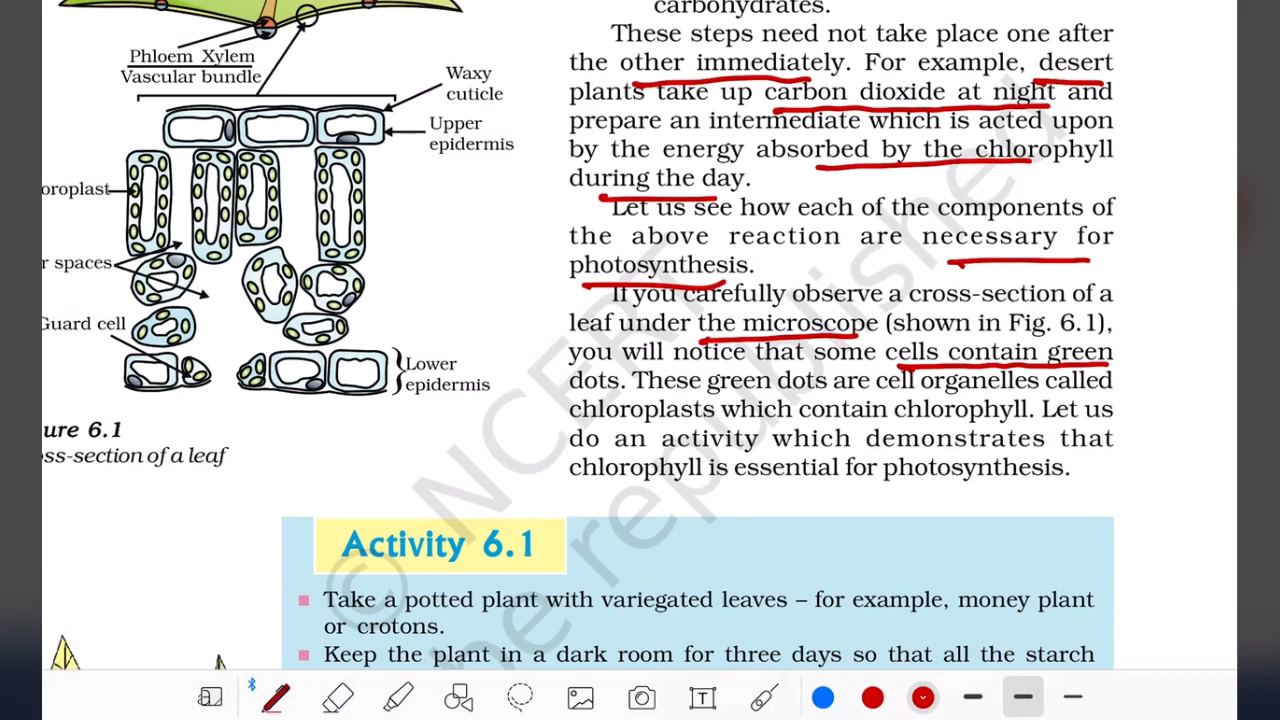 Phloem Xylem
Vascular bundle
Waxy
cuticle
Upper
epidermis
oroplast
r spaces
Guard cell
Lower
epidermis
ure 6.1
oss-section of a leaf
carbohydrates.
These steps need not take place one after
the other immediately. For example, desert
plants take up carbon dioxide at night and
prepare an intermediate which is acted upon
by the energy absorbed by the chlorophyll
during the day.
Let us see how each of the components of
the above reaction are necessary for
photosynthesis.
If you carefully observe a cross-section of a
leaf under the microscope (shown in Fig. 6.1),
you will notice that some cells contain green
dots. These green dots are cell organelles called
chloroplasts which contain chlorophyll. Let us
do an activity which demonstrates that
chlorophyll is essential for photosynthesis.
© NCERT
be republished
Activity 6.1
Take a potted plant with variegated leaves – for example, money plant
or crotons.
Keep the plant in a dark room for three days so that all the starch
T